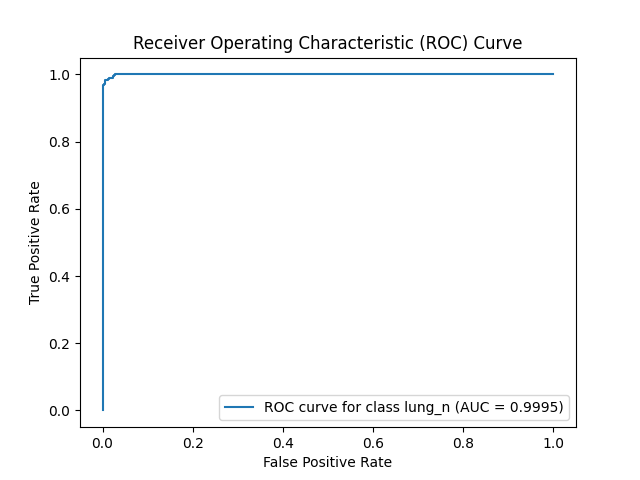 Receiver Operating Characteristic (ROC) Curve
1.0
0.8
0.6
0.4
0.2
0.0
True Positive Rate
ROC curve for class lung_n (AUC = 0.9995)
0.0 0.2 0.4 0.6 0.8 1.0
False Positive Rate